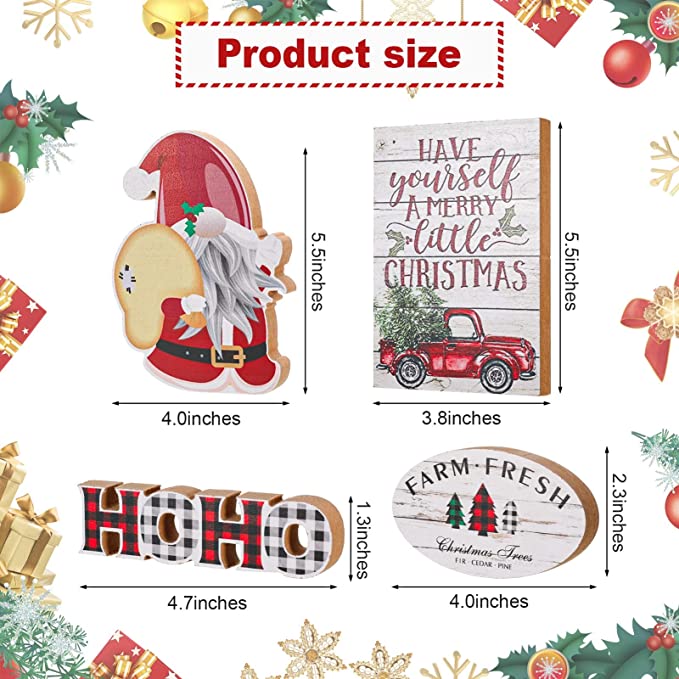 Product size
HAVE
yourself
A MERRY
little
CHRISTMAS
5.5inches
5.5inches
4.0inches
3.8inches
HOHO
1.3inches
4.7inches
FARM · FRESH
Christmas Trees
FIR · CEDAR · PINE
2.3inches
4.0inches